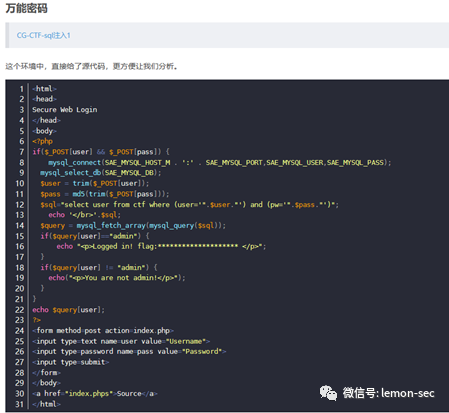 万能密码
CG-CTF-sql注入1
这个环境中，直接给了源代码，更方便让我们分析。
1 <html>
2 <head>
3 Secure Web Login
4 </head>
5 <body>
6 <?php
7 if($_POST[user] && $_POST[pass]) {
8 mysql_connect(SAE_MYSQL_HOST_M . ':' . SAE_MYSQL_PORT,SAE_MYSQL_USER,SAE_MYSQL_PASS);
9 mysql_select_db(SAE_MYSQL_DB);
10 $user = trim($_POST[user]);
11 $pass = md5(trim($_POST[pass]));
12 $sql="select user from ctf where (user='".$user."') and (pw='".$pass."')";
13 echo '</br>'.$sql;
14 $query = mysql_fetch_array(mysql_query($sql));
15 if($query[user]=="admin") {
16 echo "<p>Logged in! flag:******************** </p>";
17 }
18 if($query[user] != "admin") {
19 echo("<p>You are not admin!</p>");
20 }
21 }
22 echo $query[user];
23 ?>
24 <form method=post action=index.php>
25 <input type=text name=user value="Username">
26 <input type=password name=pass value="Password">
27 <input type=submit>
28 </form>
29 </body>
30 <a href="index.phps">Source</a>
31 </html>
微信号: lemon-sec